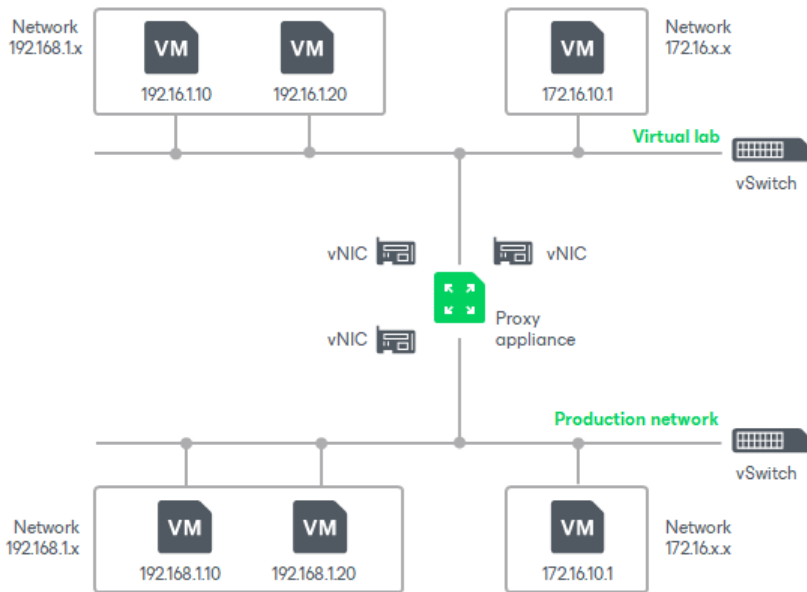 Network
192.168.1.x
VM
VM
192.16.1.10
192.16.1.20
VM
172.16.10.1
Network
172.16.x.x
Virtual lab
vSwitch
vNIC
vNIC
vNIC
Proxy
appliance
Production network
vSwitch
Network
192.168.1.x
VM
VM
192.168.1.10
192.168.1.20
VM
172.16.10.1
Network
172.16.x.x